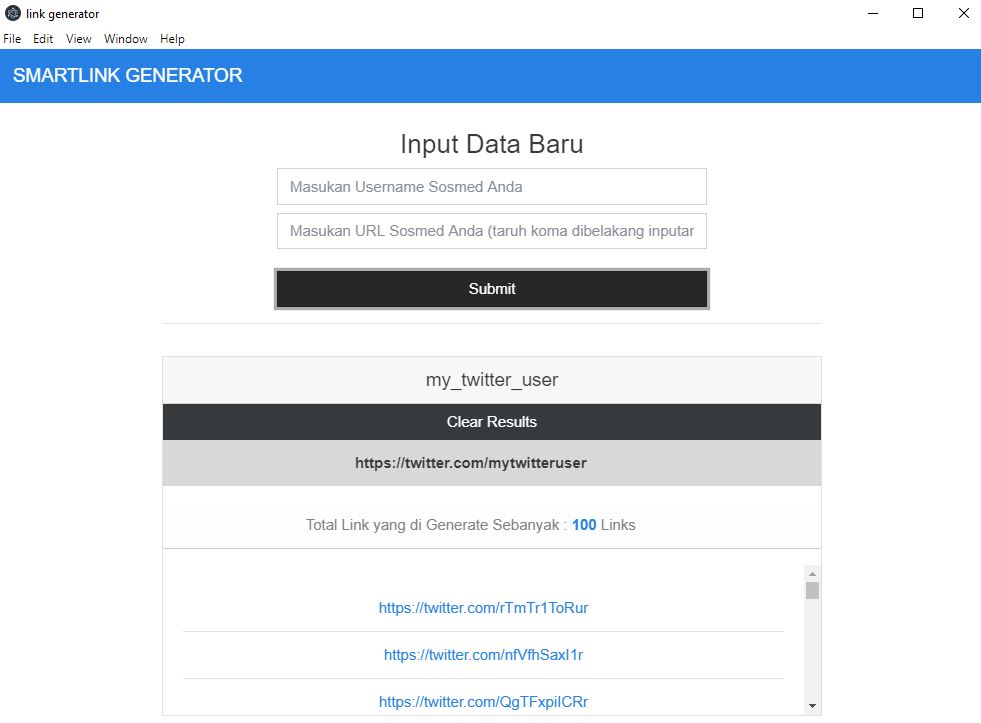 link generator
File Edit View Window Help
SMARTLINK GENERATOR
Input Data Baru
Masukan Username Sosmed Anda
Masukan URL Sosmed Anda (taruh koma dibelakang inputar
Submit
my_twitter_user
Clear Results
https://twitter.com/mytwitteruser
Total Link yang di Generate Sebanyak : 100 Links
https://twitter.com/rTmTr1ToRur
https://twitter.com/nfVfhSaxI1r
https://twitter.com/QgTFxpiICRr